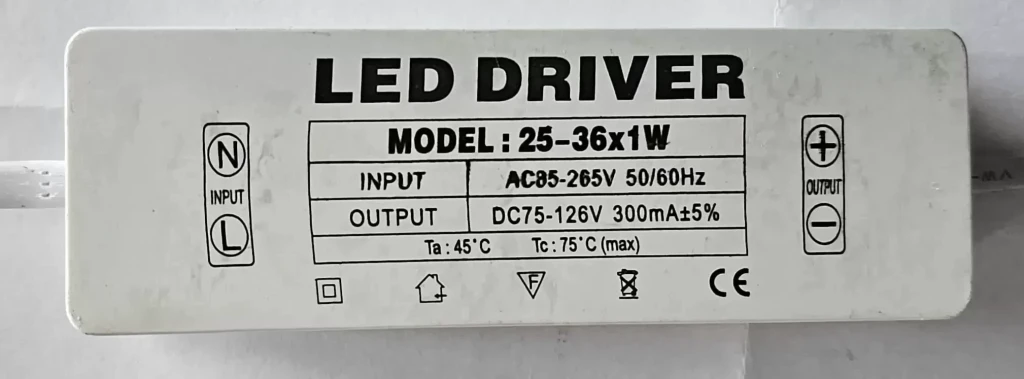 LED DRIVER
MODEL : 25-36x1W
INPUT AC85-265V 50/60Hz
OUTPUT DC75-126V 300mA±5%
Ta : 45°C Tc : 75°C (max)
N
INPUT
L
+
OUTPUT
−
F
CE